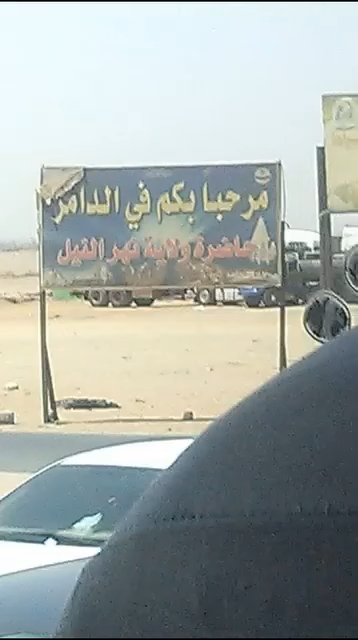 مرحبا بكم في الدامر
حاضرة ولاية نهر النيل